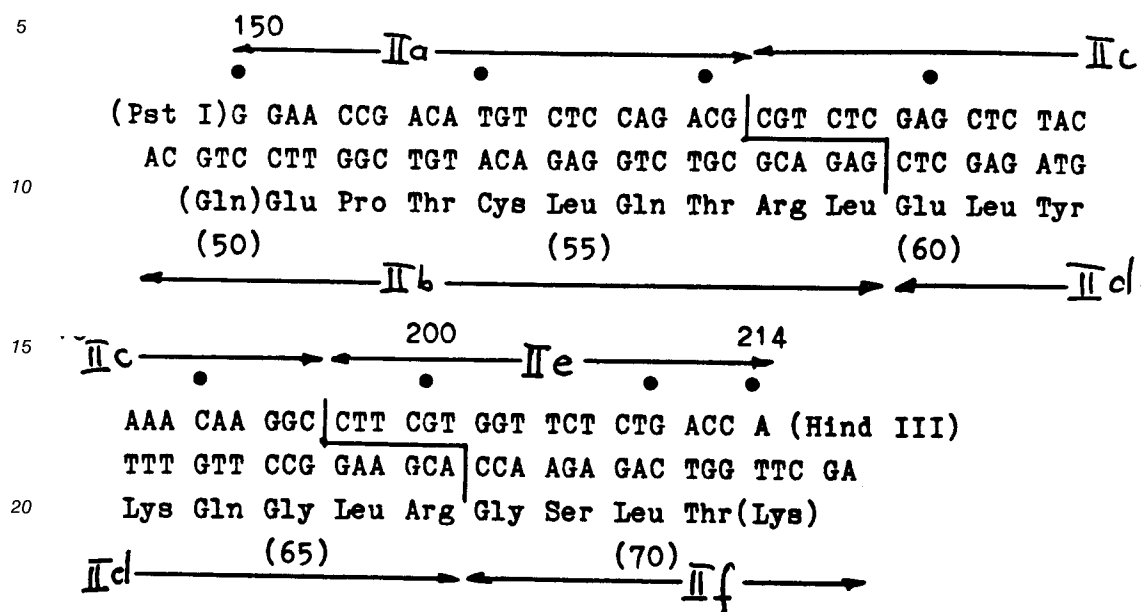 5
150
IIa IIc
(Pst I)G GAA CCG ACA TGT CTC CAG ACG CGT CTC GAG CTC TAC
AC GTC CTT GGC TGT ACA GAG GTC TGC GCA GAG CTC GAG ATG
10
(Gln)Glu Pro Thr Cys Leu Gln Thr Arg Leu Glu Leu Tyr
(50) (55) (60)
IIb IId
15
200 214
IIc IIe
AAA CAA GGC CTT CGT GGT TCT CTG ACC A (Hind III)
TTT GTT CCG GAA GCA CCA AGA GAC TGG TTC GA
20
Lys Gln Gly Leu Arg Gly Ser Leu Thr(Lys)
(65) (70)
IId IIf